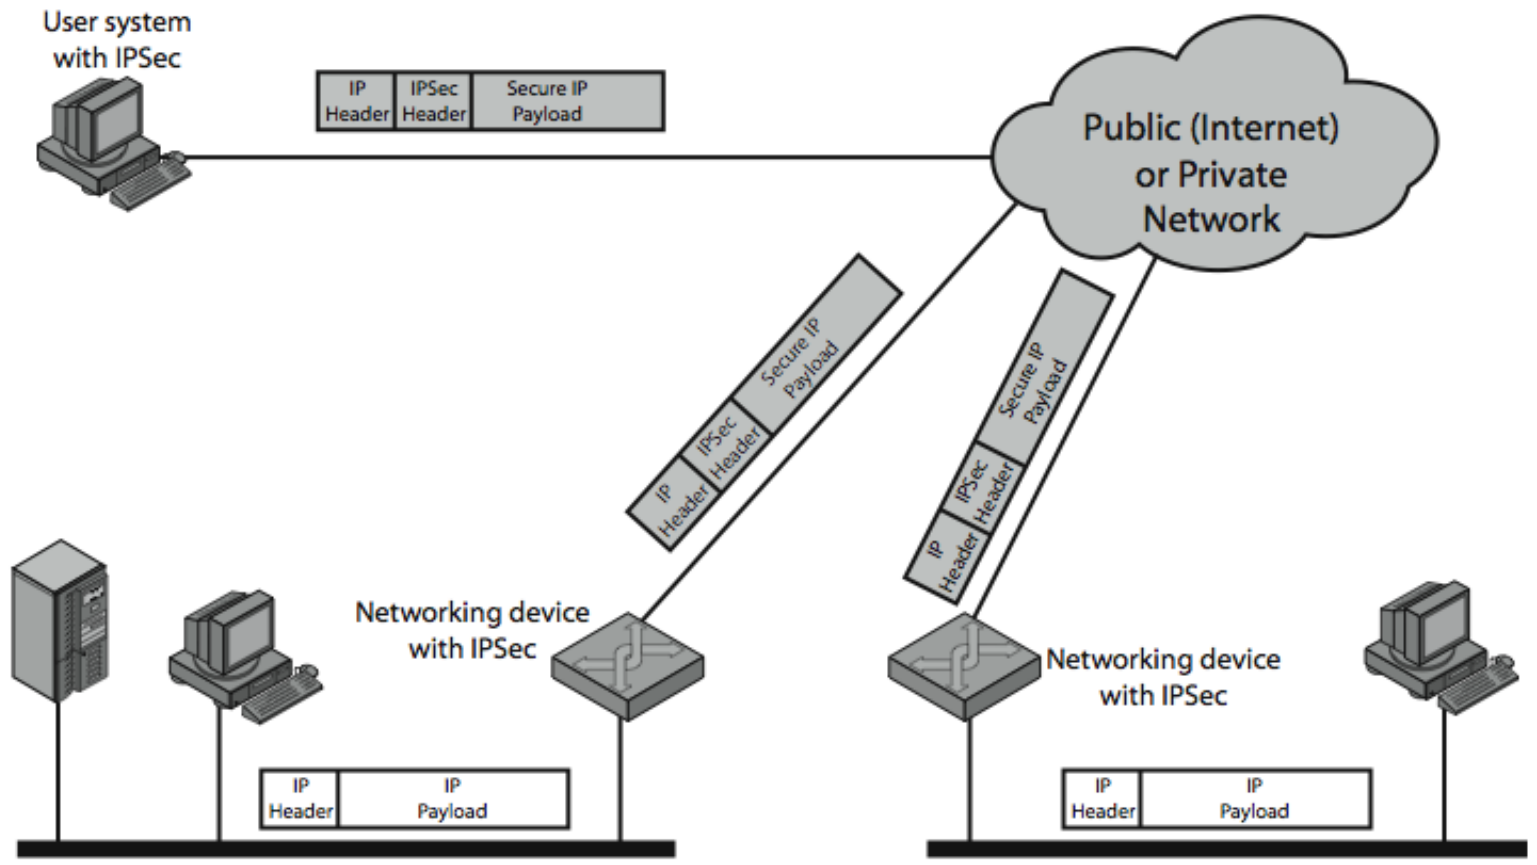 User system
with IPSec
IP
Header
IPSec
Header
Secure IP
Payload
Public (Internet)
or Private
Network
Secure IP
Payload
IPSec
Header
IP
Header
Secure IP
Payload
IPSec
Header
IP
Header
Networking device
with IPSec
Networking device
with IPSec
IP
Header
IP
Payload
IP
Header
IP
Payload